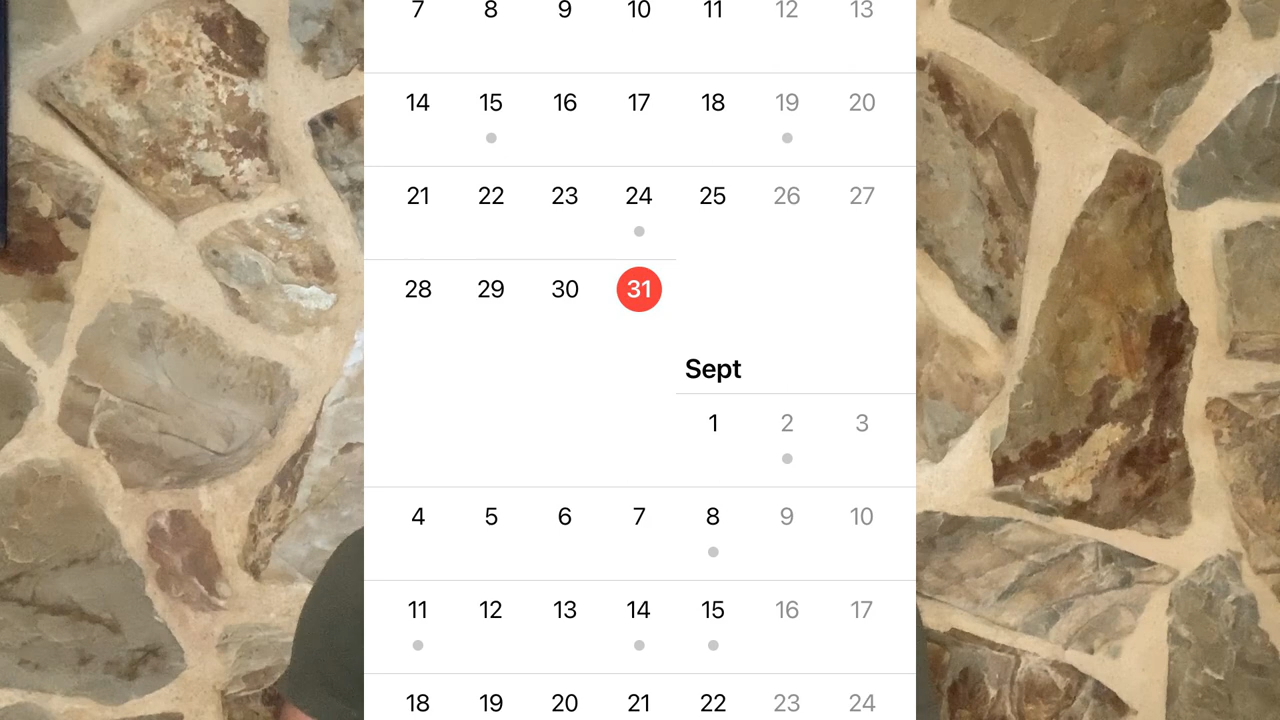 7 8 9 10 11 12 13
14 15 16 17 18 19 20
21 22 23 24 25 26 27
28 29 30 31
Sept
1 2 3
4 5 6 7 8 9 10
11 12 13 14 15 16 17
18 19 20 21 22 23 24